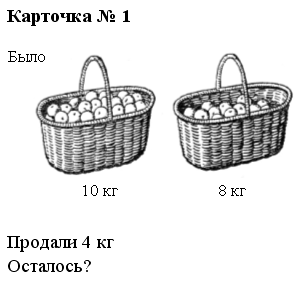 Карточка № 1
Было
10 кг 8 кг
Продали 4 кг
Осталось?